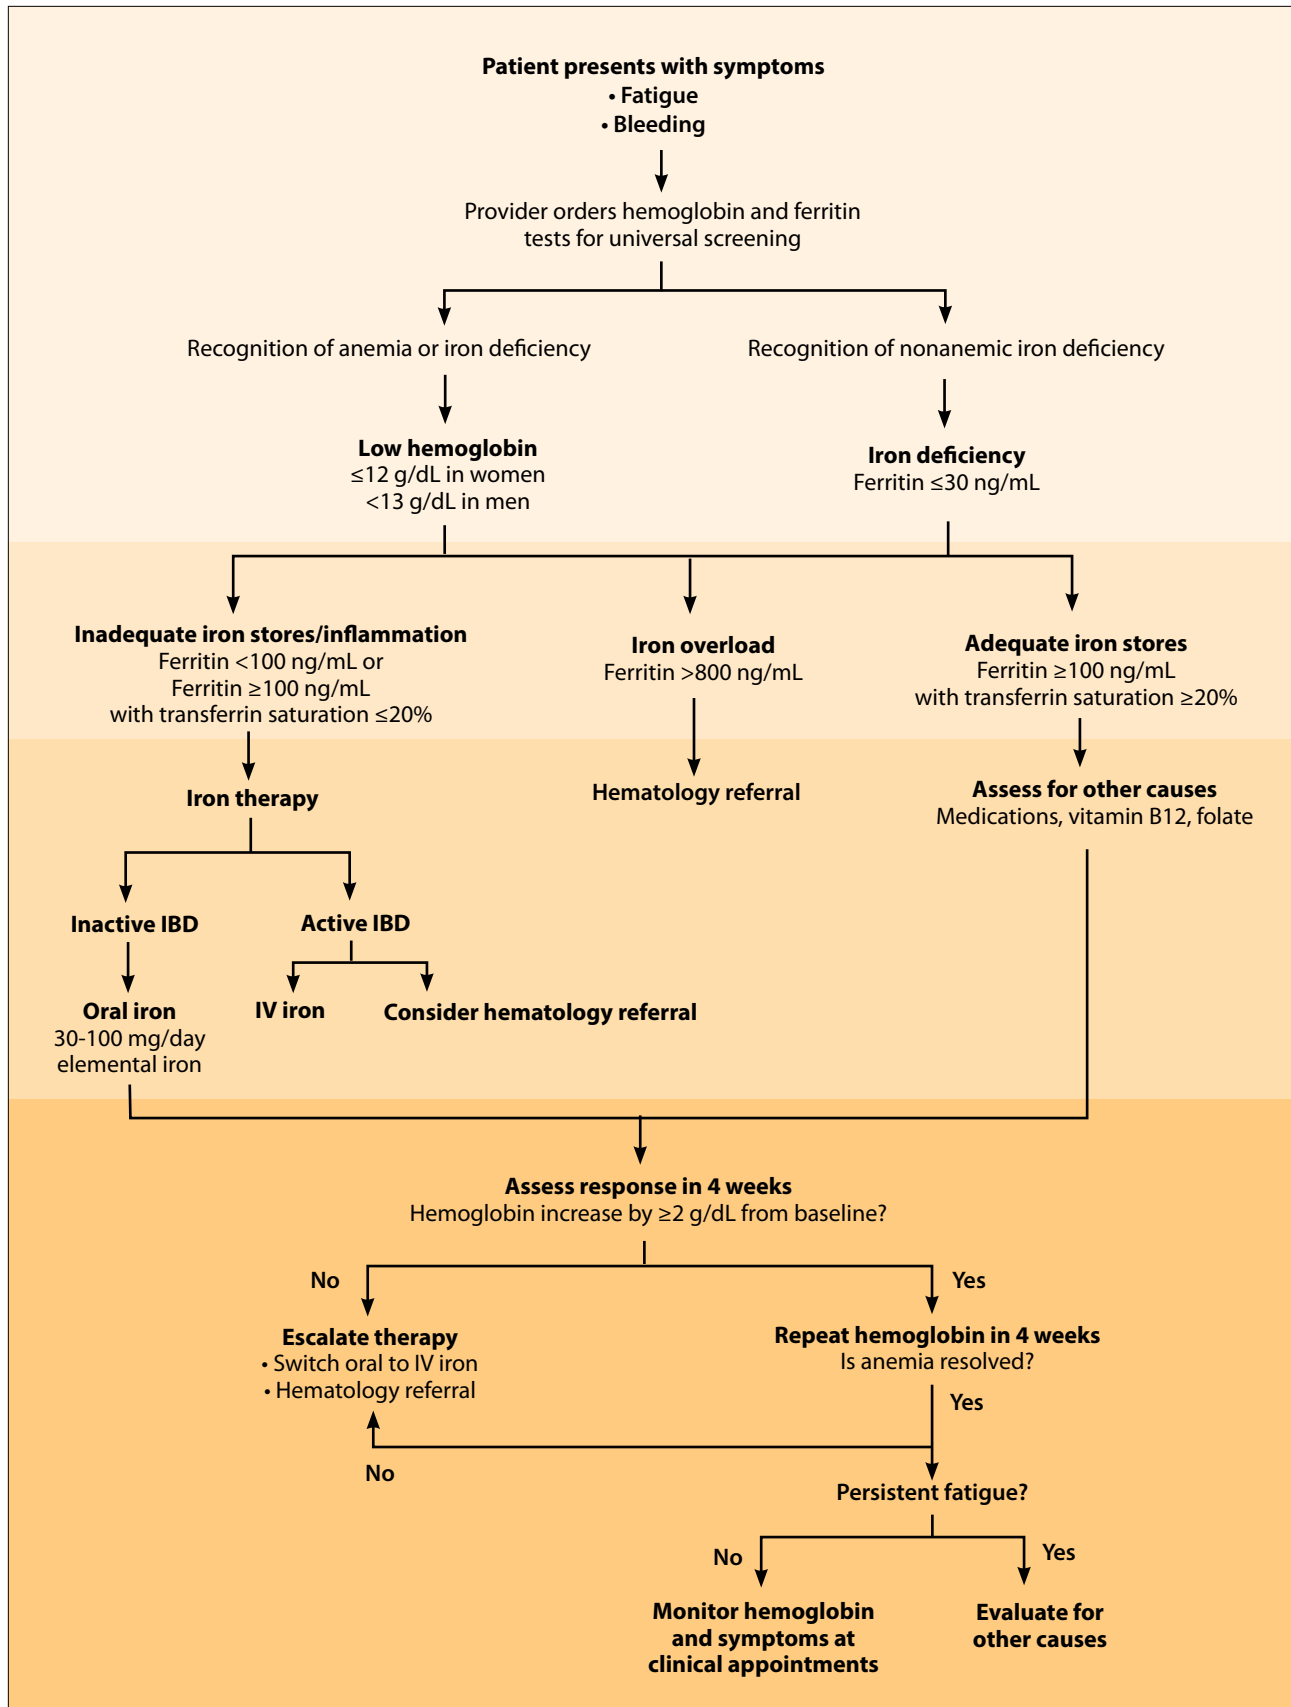 Patient presents with symptoms
• Fatigue
• Bleeding
Provider orders hemoglobin and ferritin
tests for universal screening
Recognition of anemia or iron deficiency
Recognition of nonanemic iron deficiency
Low hemoglobin
≤12 g/dL in women
<13 g/dL in men
Iron deficiency
Ferritin ≤30 ng/mL
Inadequate iron stores/inflammation
Ferritin <100 ng/mL or
Ferritin ≥100 ng/mL
with transferrin saturation ≤20%
Iron overload
Ferritin >800 ng/mL
Adequate iron stores
Ferritin ≥100 ng/mL
with transferrin saturation ≥20%
Iron therapy
Hematology referral
Assess for other causes
Medications, vitamin B12, folate
Inactive IBD
Active IBD
Oral iron
30-100 mg/day
elemental iron
IV iron
Consider hematology referral
Assess response in 4 weeks
Hemoglobin increase by ≥2 g/dL from baseline?
No
Yes
Escalate therapy
• Switch oral to IV iron
• Hematology referral
Repeat hemoglobin in 4 weeks
Is anemia resolved?
Yes
No
Persistent fatigue?
No
Yes
Monitor hemoglobin
and symptoms at
clinical appointments
Evaluate for
other causes